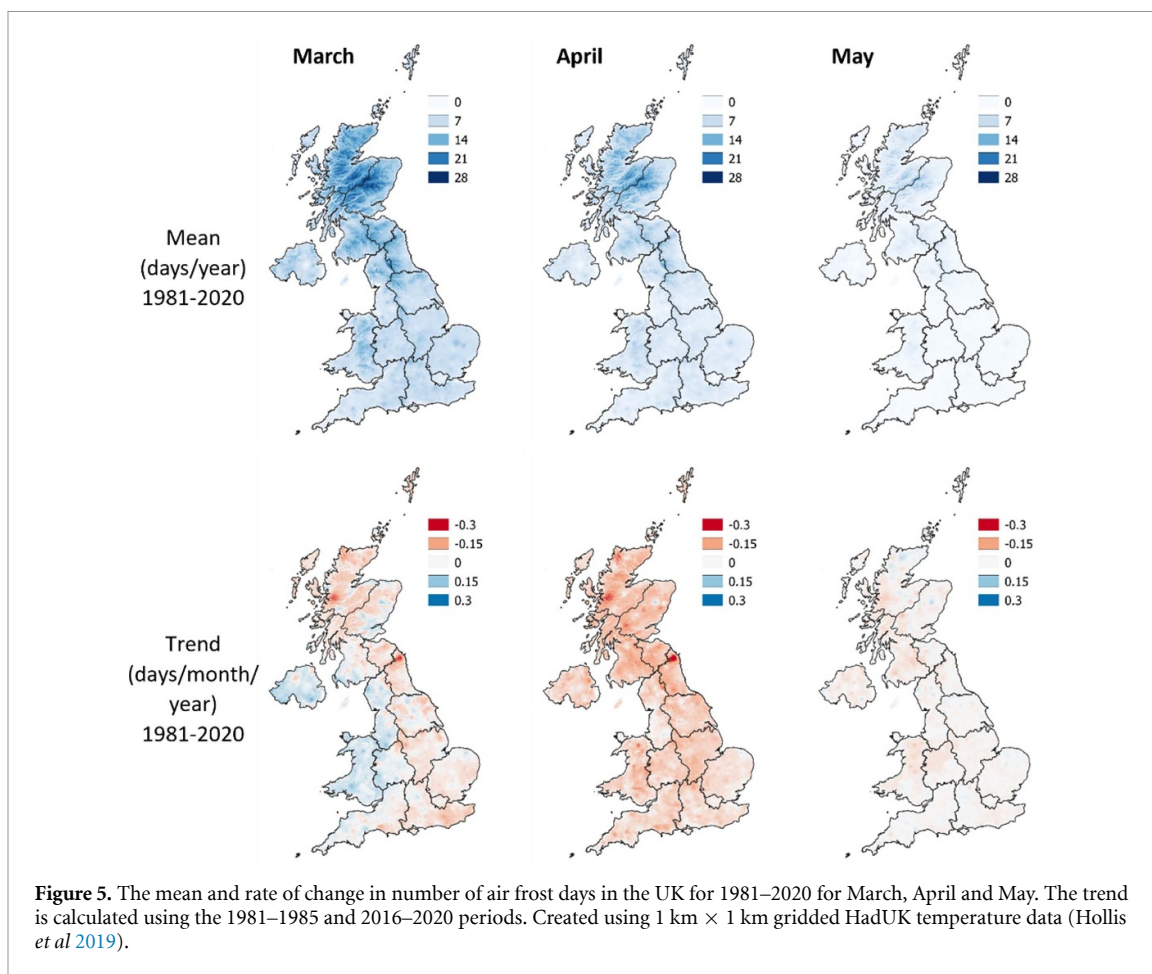 March
April
May
0
7
14
21
28
0
7
14
21
28
0
7
14
21
28
Mean
(days/year)
1981-2020
-0.3
-0.15
0
0.15
0.3
-0.3
-0.15
0
0.15
0.3
-0.3
-0.15
0
0.15
0.3
Trend
(days/month/
year)
1981-2020
Figure 5. The mean and rate of change in number of air frost days in the UK for 1981–2020 for March, April and May. The trend
is calculated using the 1981–1985 and 2016–2020 periods. Created using 1 km × 1 km gridded HadUK temperature data (Hollis
et al 2019).